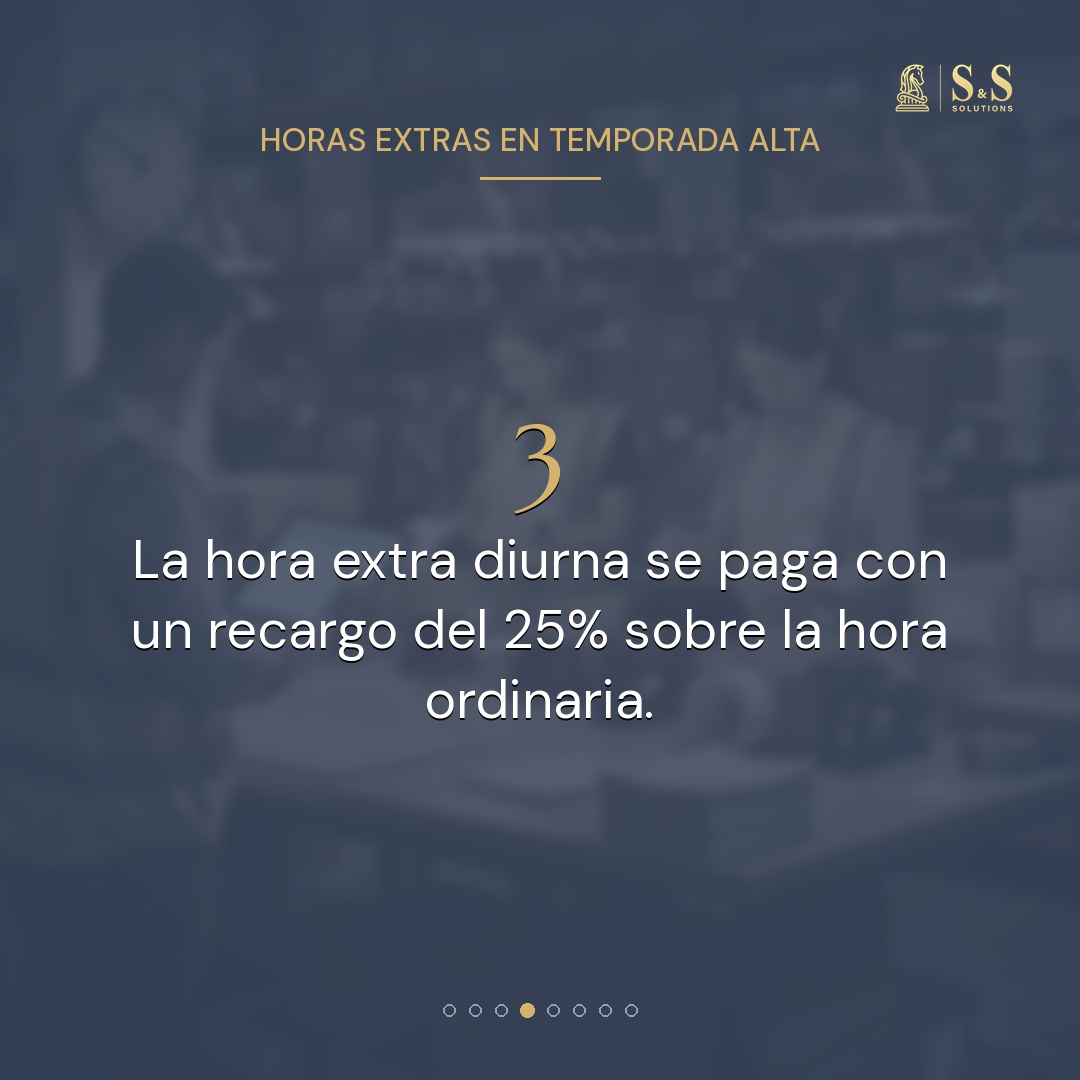 S&S
SOLUTIONS
HORAS EXTRAS EN TEMPORADA ALTA
3
La hora extra diurna se paga con
un recargo del 25% sobre la hora
ordinaria.